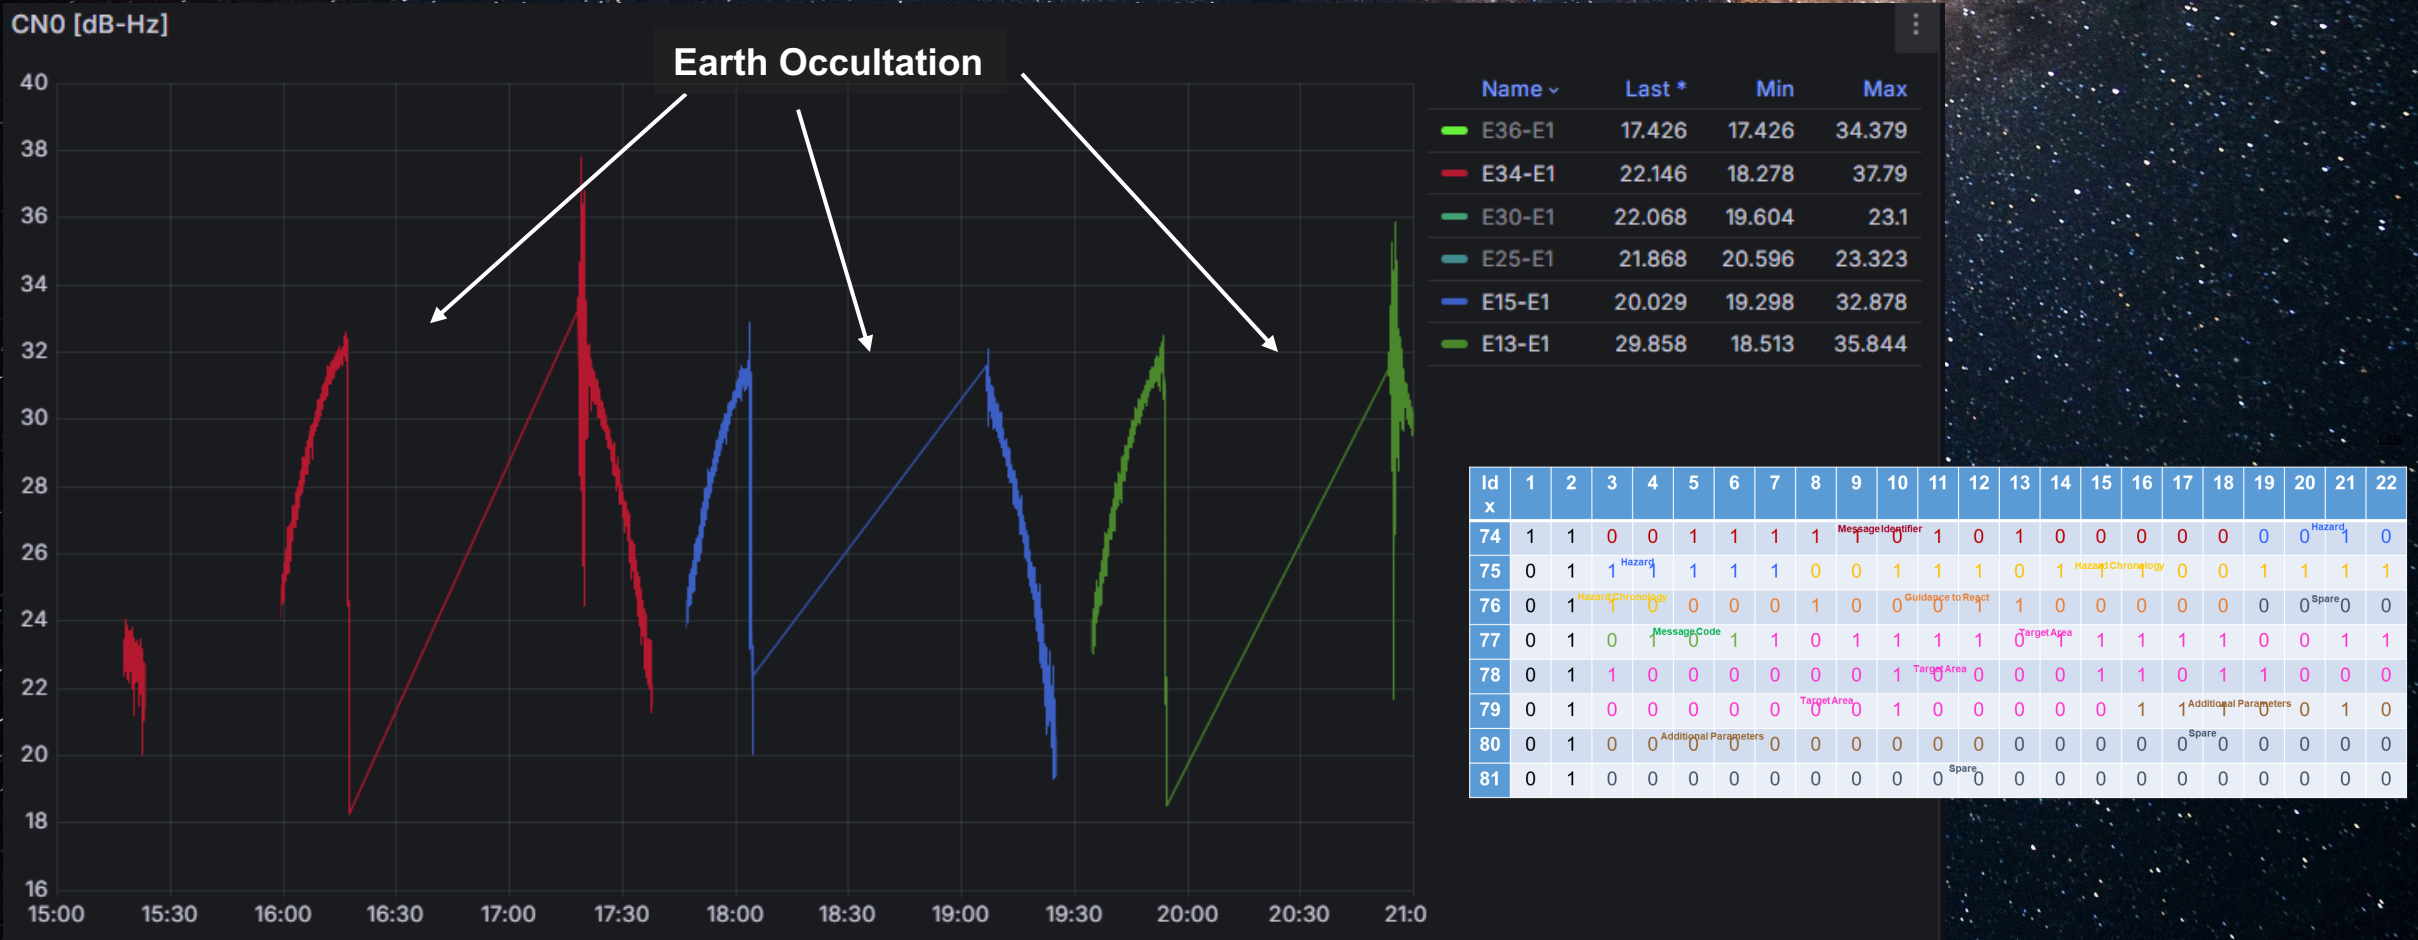 CN0 [dB-Hz]
Earth Occultation
40
38
36
34
32
30
28
26
24
22
20
18
16
15:00 15:30 16:00 16:30 17:00 17:30 18:00 18:30 19:00 19:30 20:00 20:30 21:0
Name Last * Min Max
E36-E1 17.426 17.426 34.379
E34-E1 22.146 18.278 37.79
E30-E1 22.068 19.604 23.1
E25-E1 21.868 20.596 23.323
E15-E1 20.029 19.298 32.878
E13-E1 29.858 18.513 35.844
Id 1 2 3 4 5 6 7 8 9 10 11 12 13 14 15 16 17 18 19 20 21 22
x
Message Identifier Hazard
74 1 1 0 0 1 1 1 1 1 0 1 0 1 0 0 0 0 0 0 0 1 0
Hazard Hazard Chronology
75 0 1 1 1 1 1 1 0 0 1 1 1 0 1 1 1 0 0 1 1 1 1
Hazard Chronology Guidance to React Spare
76 0 1 1 0 0 0 0 1 0 0 0 1 1 0 0 0 0 0 0 0 0 0
Message Code Target Area
77 0 1 0 1 0 1 1 0 1 1 1 1 0 1 1 1 1 1 0 0 1 1
Target Area
78 0 1 1 0 0 0 0 0 0 1 0 0 0 0 1 1 0 1 1 0 0 0
Target Area Additional Parameters
79 0 1 0 0 0 0 0 0 0 1 0 0 0 0 0 1 1 1 0 0 1 0
Additional Parameters Spare
80 0 1 0 0 0 0 0 0 0 0 0 0 0 0 0 0 0 0 0 0 0 0
Spare
81 0 1 0 0 0 0 0 0 0 0 0 0 0 0 0 0 0 0 0 0 0 0